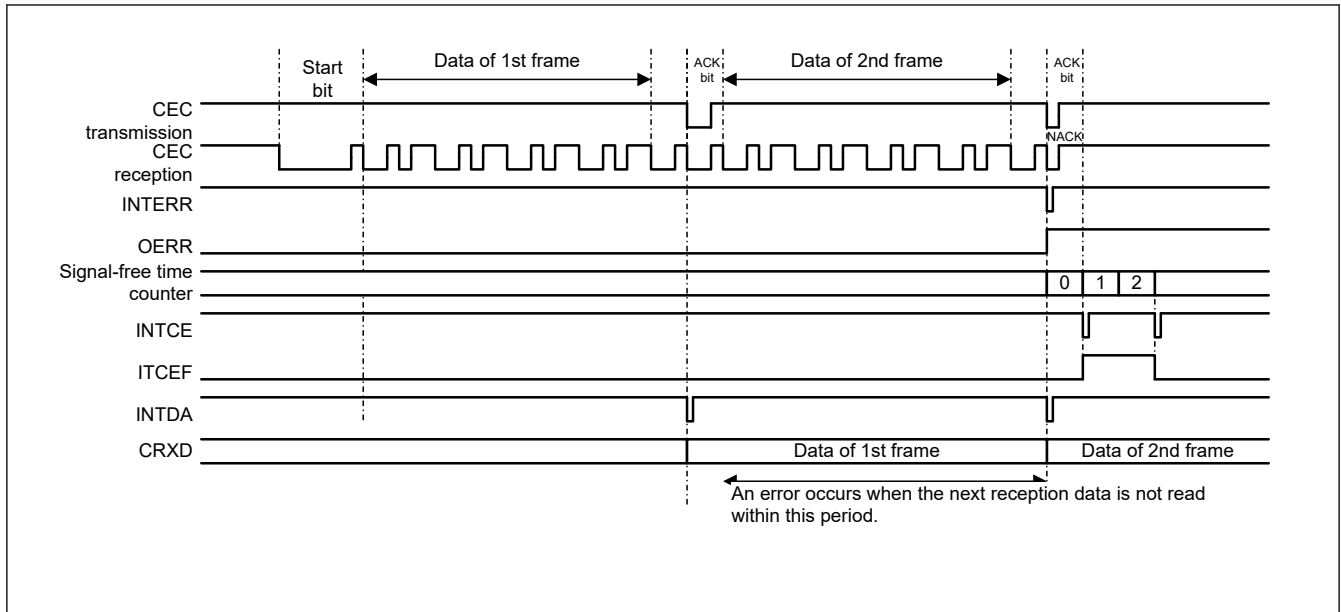 Start
bit
Data of 1st frame
ACK
bit
Data of 2nd frame
ACK
bit
CEC
transmission
NACK
CEC
reception
INTERR
OERR
Signal-free time
counter
0 1 2
INTCE
ITCEF
INTDA
CRXD
Data of 1st frame
Data of 2nd frame
An error occurs when the next reception data is not read
within this period.